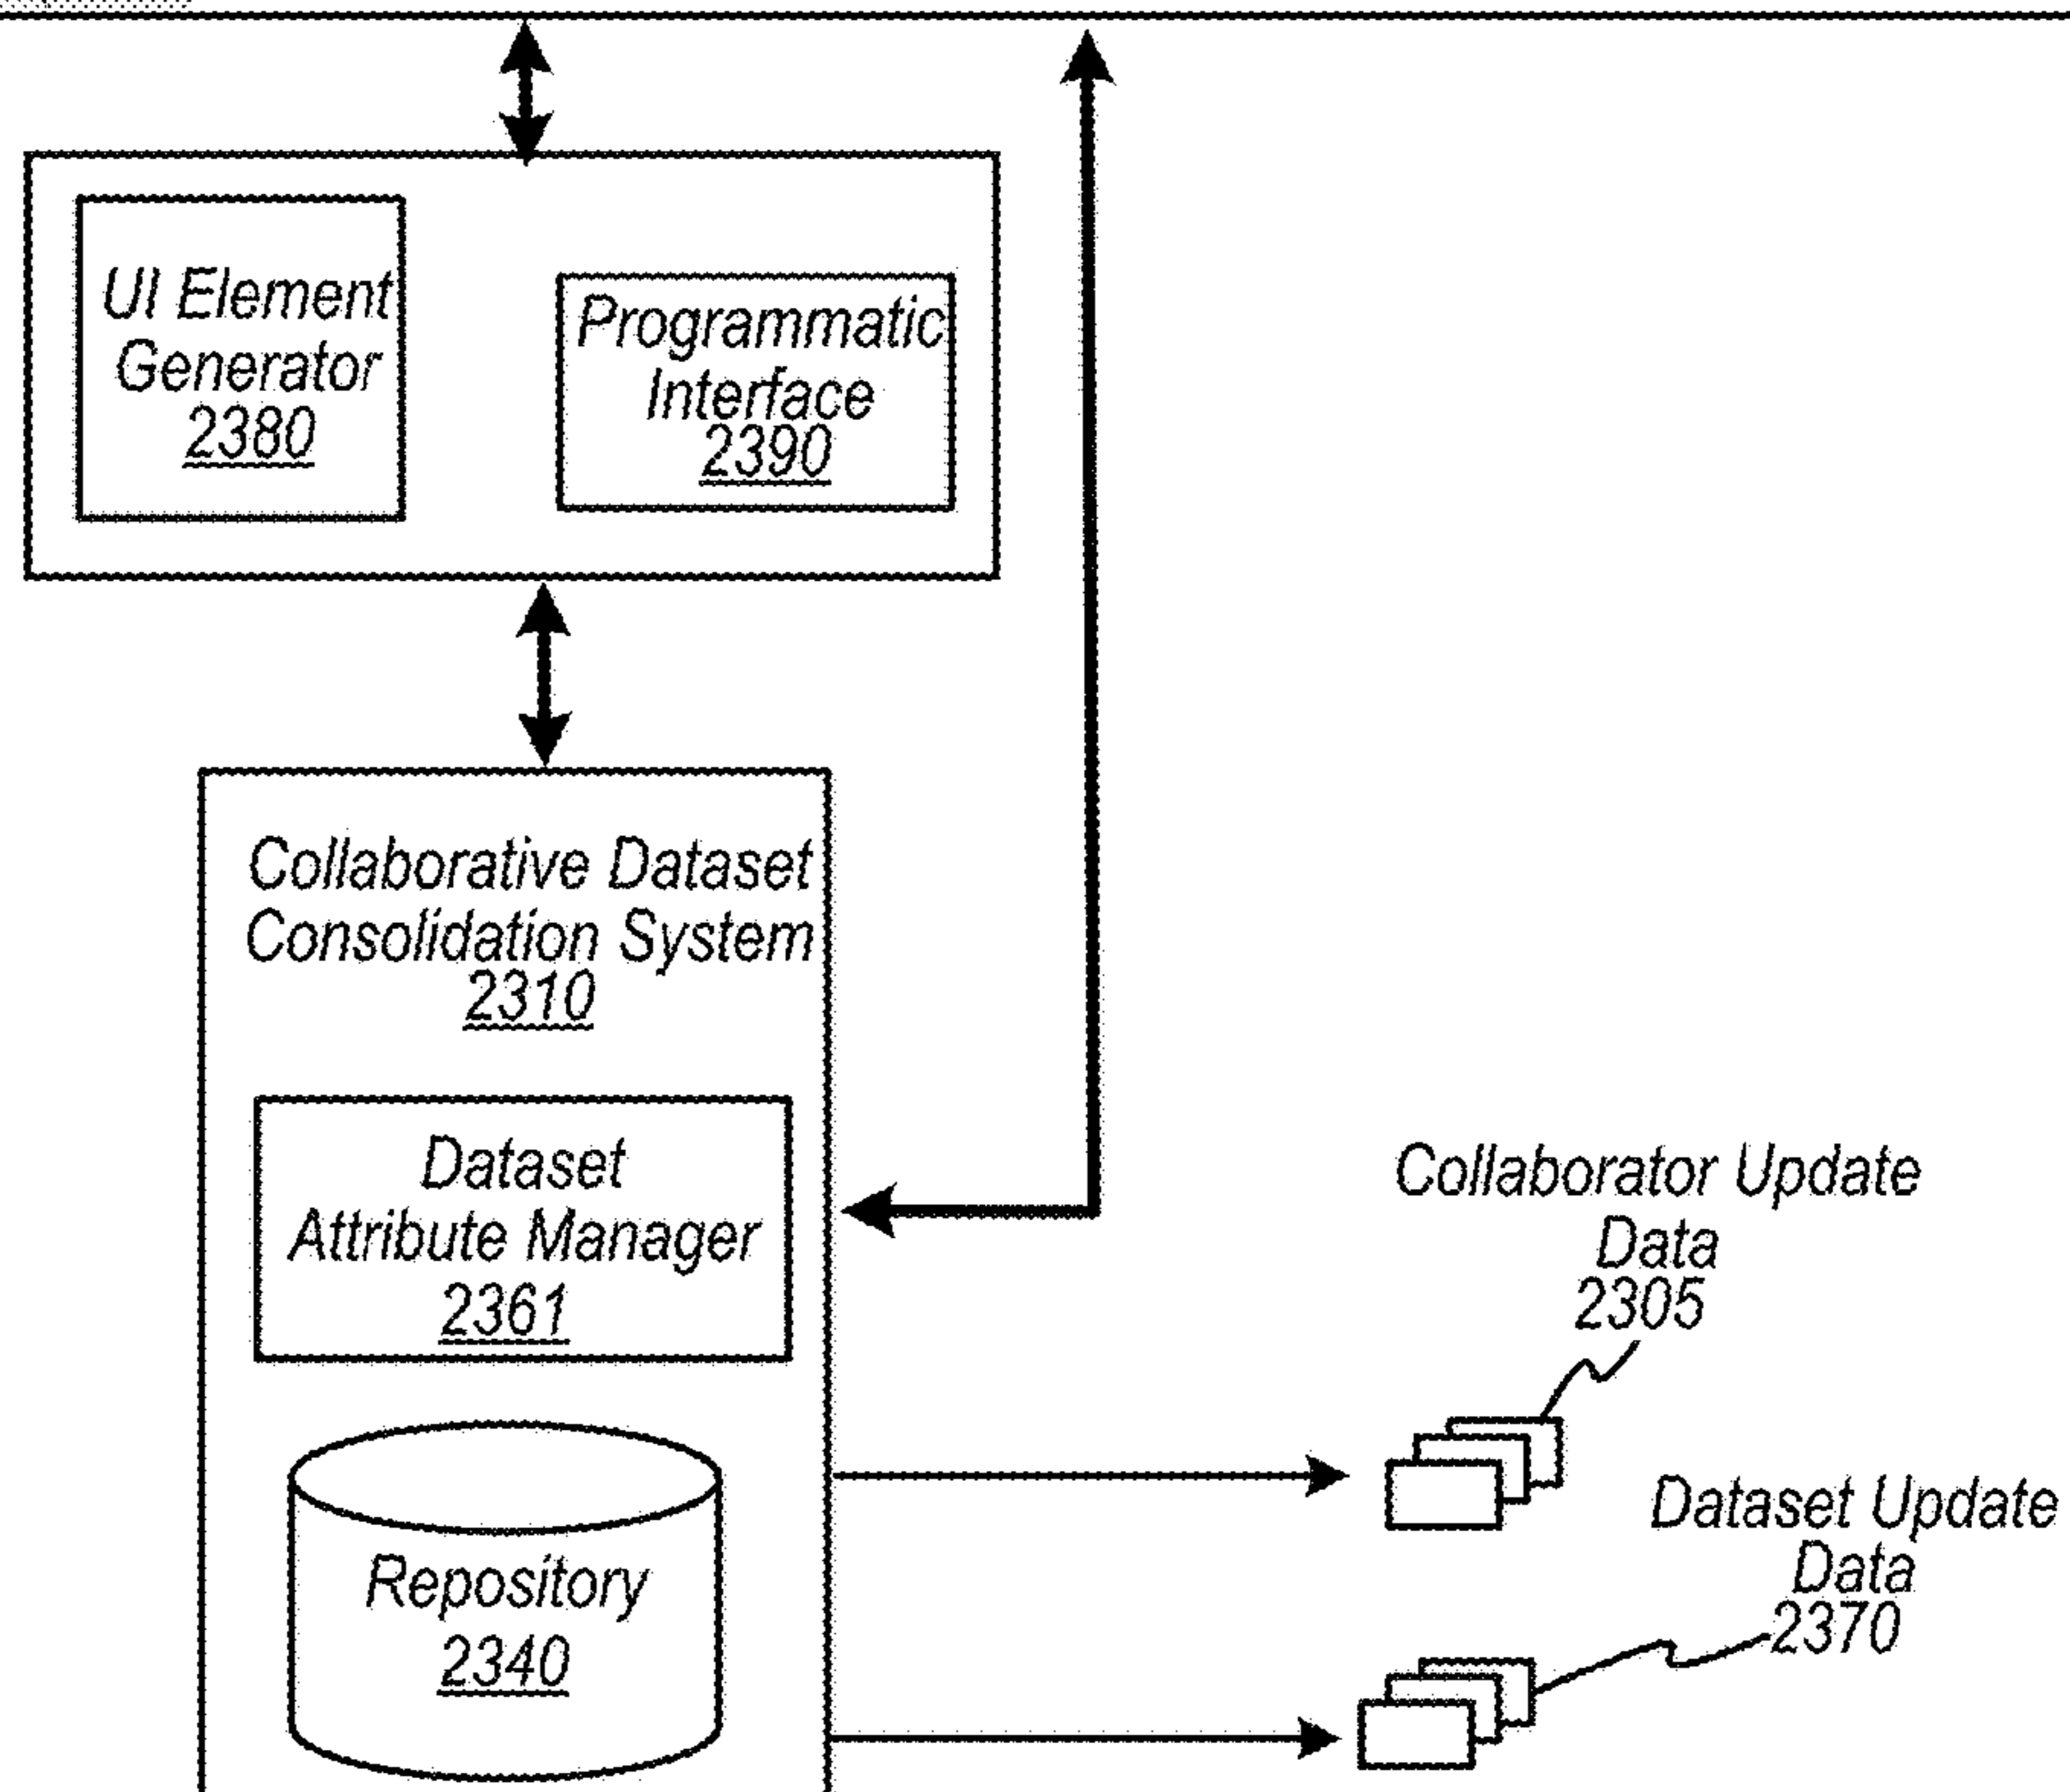 UI Element
Generator
2380
Programmatic
Interface
2390
Collaborative Dataset
Consolidation System
2310
Dataset
Attribute Manager
2361
Repository
2340
Collaborator Update
Data
2305
Dataset Update
Data
2370